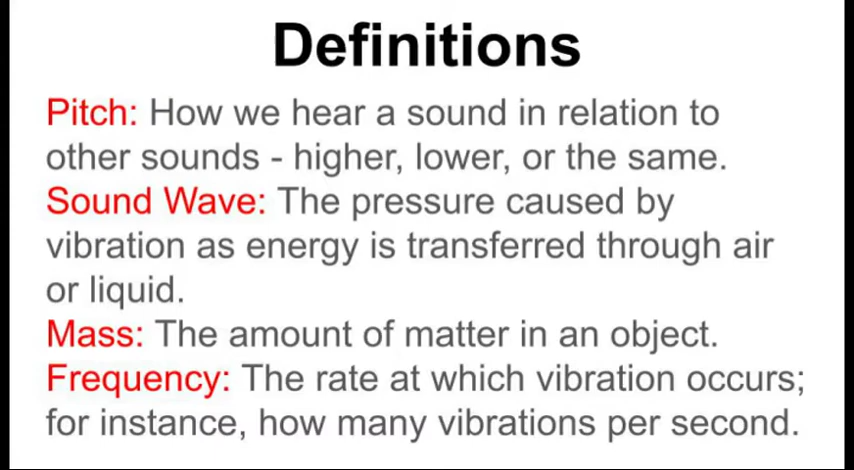 Definitions
Pitch: How we hear a sound in relation to
other sounds - higher, lower, or the same.
Sound Wave: The pressure caused by
vibration as energy is transferred through air
or liquid.
Mass: The amount of matter in an object.
Frequency: The rate at which vibration occurs;
for instance, how many vibrations per second.